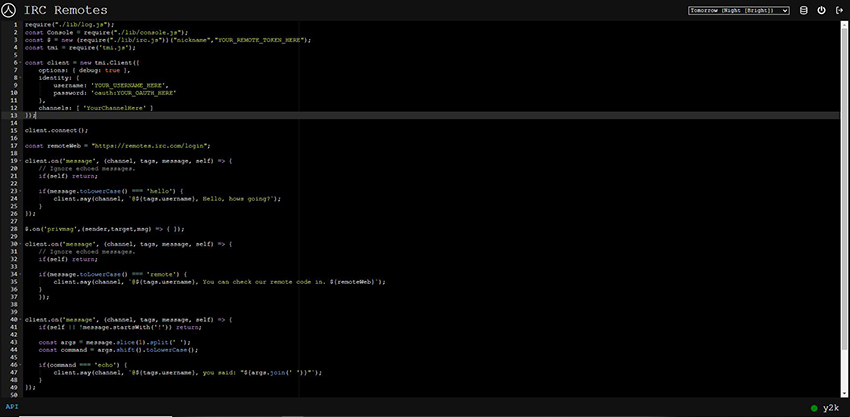 IRC Remotes
Tomorrow [Night [Bright]]
1 require("./lib/log.js");
2 const Console = require("./lib/console.js");
3 const $ = new (require("./lib/irc.js"))("nickname","YOUR_REMOTE_TOKEN_HERE");
4 const tmi = require('tmi.js');
5
6 const client = new tmi.Client({
7 options: { debug: true },
8 identity: {
9 username: 'YOUR_USERNAME_HERE',
10 password: 'oauth:YOUR_OAUTH_HERE'
11 },
12 channels: [ 'YourChannelHere' ]
13 });
14
15 client.connect();
16
17 const remoteWeb = "https://remotes.irc.com/login";
18
19 client.on('message', (channel, tags, message, self) => {
20 // Ignore echoed messages.
21 if(self) return;
22
23 if(message.toLowerCase() === 'hello') {
24 client.say(channel, `@${tags.username}, Hello, hows going?`);
25 }
26 });
27
28 $.on('privmsg',(sender,target,msg) => { });
29
30 client.on('message', (channel, tags, message, self) => {
31 // Ignore echoed messages.
32 if(self) return;
33
34 if(message.toLowerCase() === 'remote') {
35 client.say(channel, `@${tags.username}, You can check our remote code in. ${remoteWeb}`);
36 }
37 });
38
39
40 client.on('message', (channel, tags, message, self) => {
41 if(self || !message.startsWith('!')) return;
42
43 const args = message.slice(1).split(' ');
44 const command = args.shift().toLowerCase();
45
46 if(command === 'echo') {
47 client.say(channel, `@${tags.username}, you said: "${args.join(' ')}"`);
48 }
49 });
50
API
y2k